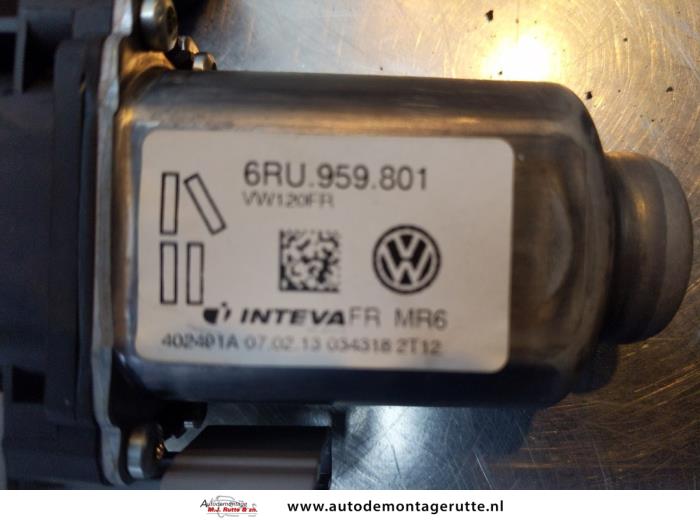 6RU.959.801
VW120FR
INTEVA FR MR6
402491A 07.02.13 034318 2T12
Autodemontage
M.J. Rutte & zn.
www.autodemontagerutte.nl